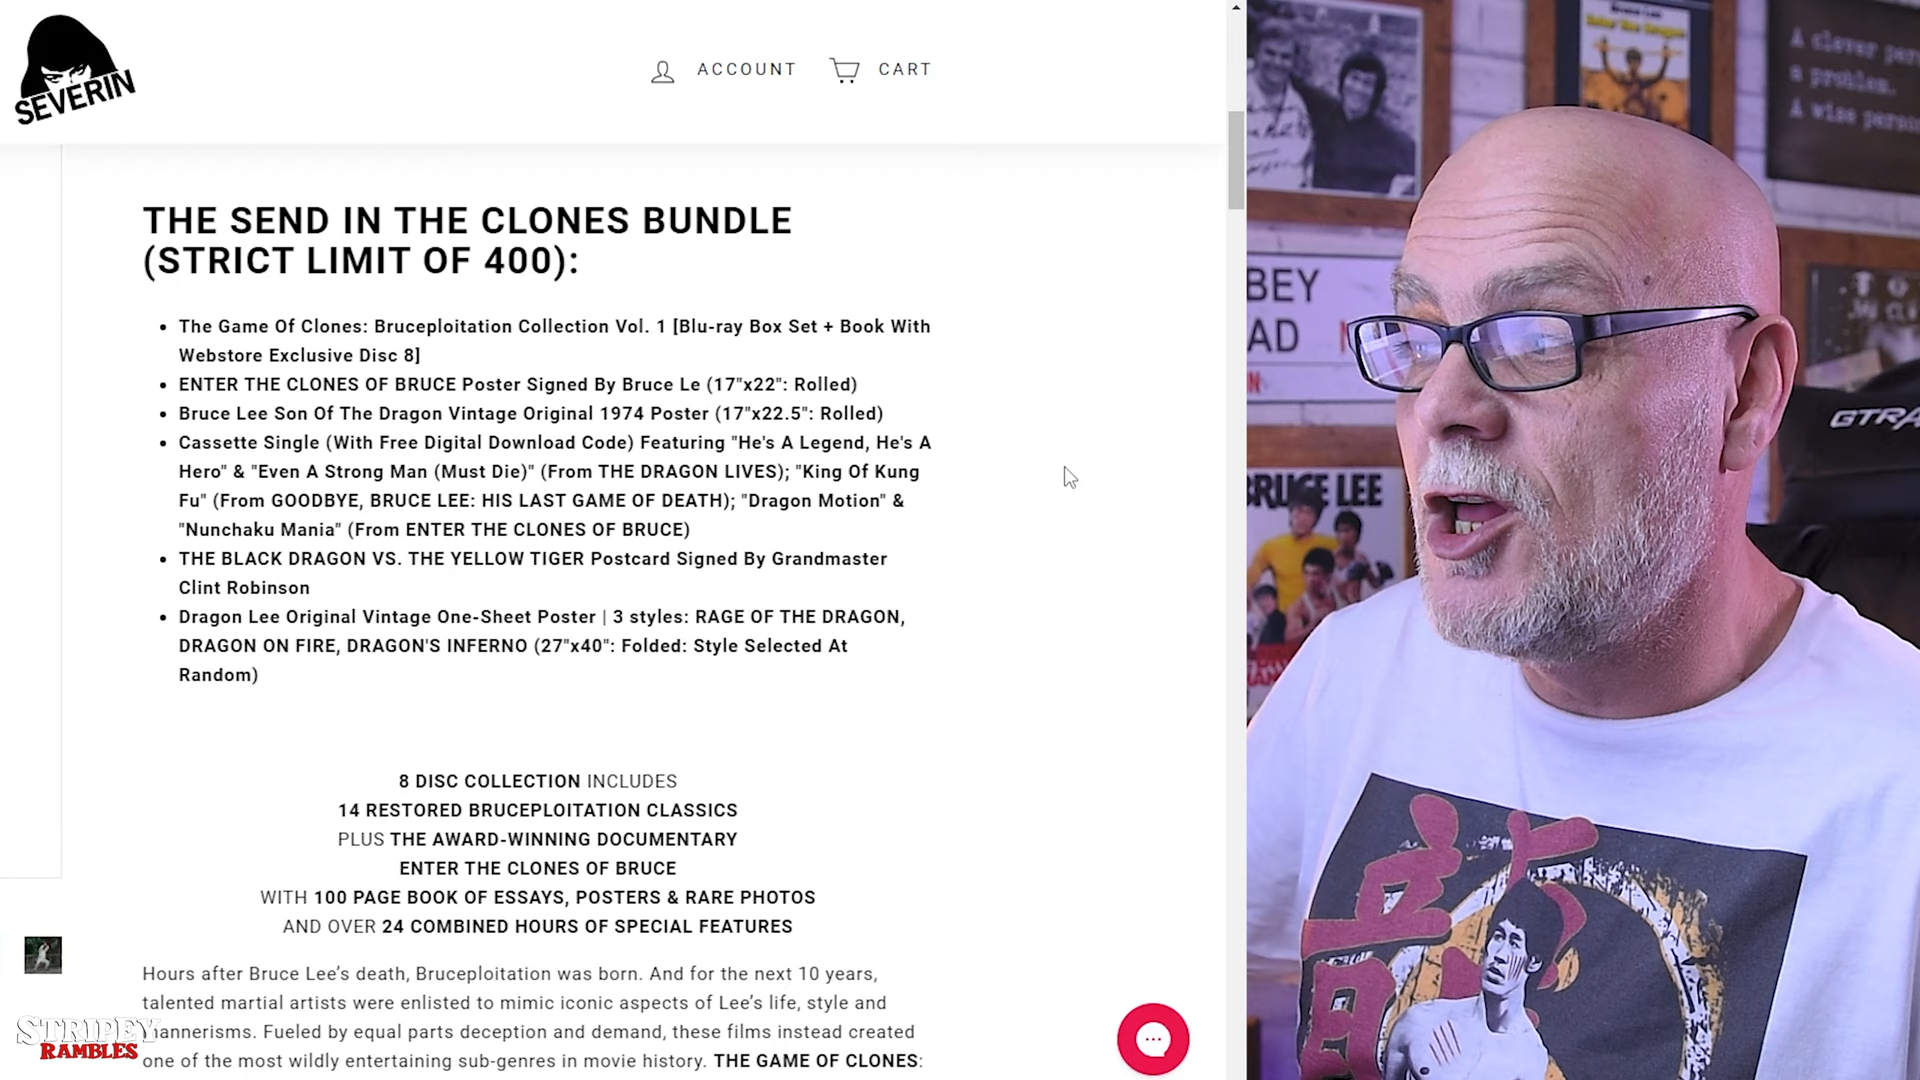 SEVERIN
ACCOUNT
CART
THE SEND IN THE CLONES BUNDLE
(STRICT LIMIT OF 400):
The Game Of Clones: Bruceploitation Collection Vol. 1 [Blu-ray Box Set + Book With
Webstore Exclusive Disc 8]
ENTER THE CLONES OF BRUCE Poster Signed By Bruce Le (17"x22": Rolled)
Bruce Lee Son Of The Dragon Vintage Original 1974 Poster (17"x22.5": Rolled)
Cassette Single (With Free Digital Download Code) Featuring "He's A Legend, He's A
Hero" & "Even A Strong Man (Must Die)" (From THE DRAGON LIVES); "King Of Kung
Fu" (From GOODBYE, BRUCE LEE: HIS LAST GAME OF DEATH); "Dragon Motion" &
"Nunchaku Mania" (From ENTER THE CLONES OF BRUCE)
THE BLACK DRAGON VS. THE YELLOW TIGER Postcard Signed By Grandmaster
Clint Robinson
Dragon Lee Original Vintage One-Sheet Poster | 3 styles: RAGE OF THE DRAGON,
DRAGON ON FIRE, DRAGON'S INFERNO (27"x40": Folded: Style Selected At
Random)
8 DISC COLLECTION INCLUDES
14 RESTORED BRUCEPLOITATION CLASSICS
PLUS THE AWARD-WINNING DOCUMENTARY
ENTER THE CLONES OF BRUCE
WITH 100 PAGE BOOK OF ESSAYS, POSTERS & RARE PHOTOS
AND OVER 24 COMBINED HOURS OF SPECIAL FEATURES
Hours after Bruce Lee’s death, Bruceploitation was born. And for the next 10 years,
talented martial artists were enlisted to mimic iconic aspects of Lee’s life, style and
mannerisms. Fueled by equal parts deception and demand, these films instead created
one of the most wildly entertaining sub-genres in movie history. THE GAME OF CLONES:
STRIPEY
RAMBLES
A clever pers
a problem.
A wise perso
BEY
AD
BRUCE LEE
GTRA